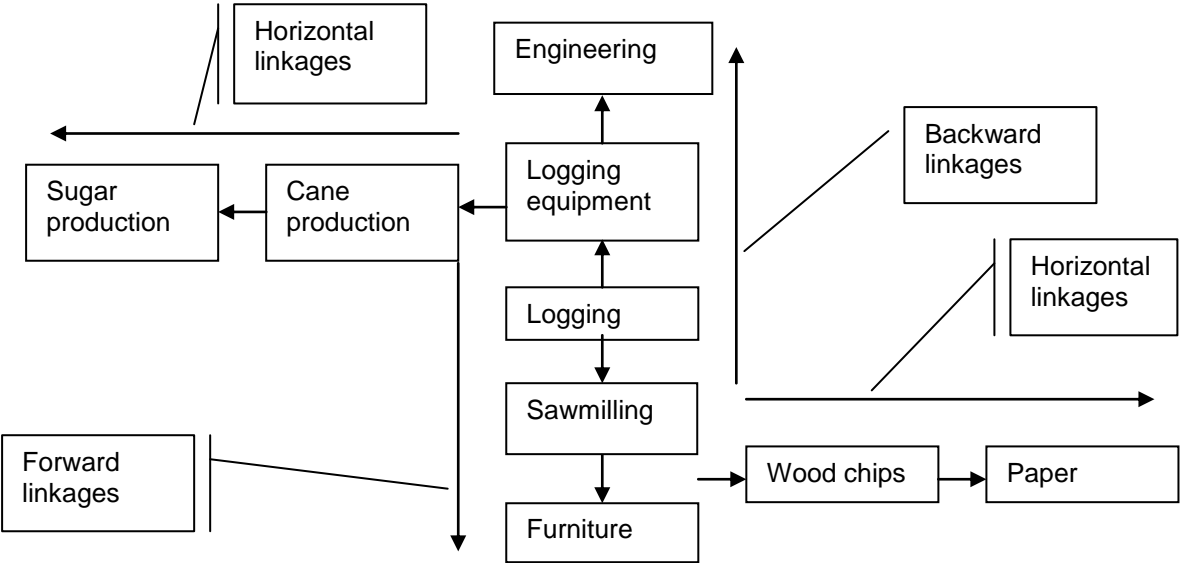 Horizontal
linkages
Engineering
Backward
linkages
Sugar
production
Cane
production
Logging
equipment
Horizontal
linkages
Logging
Sawmilling
Forward
linkages
Wood chips
Paper
Furniture